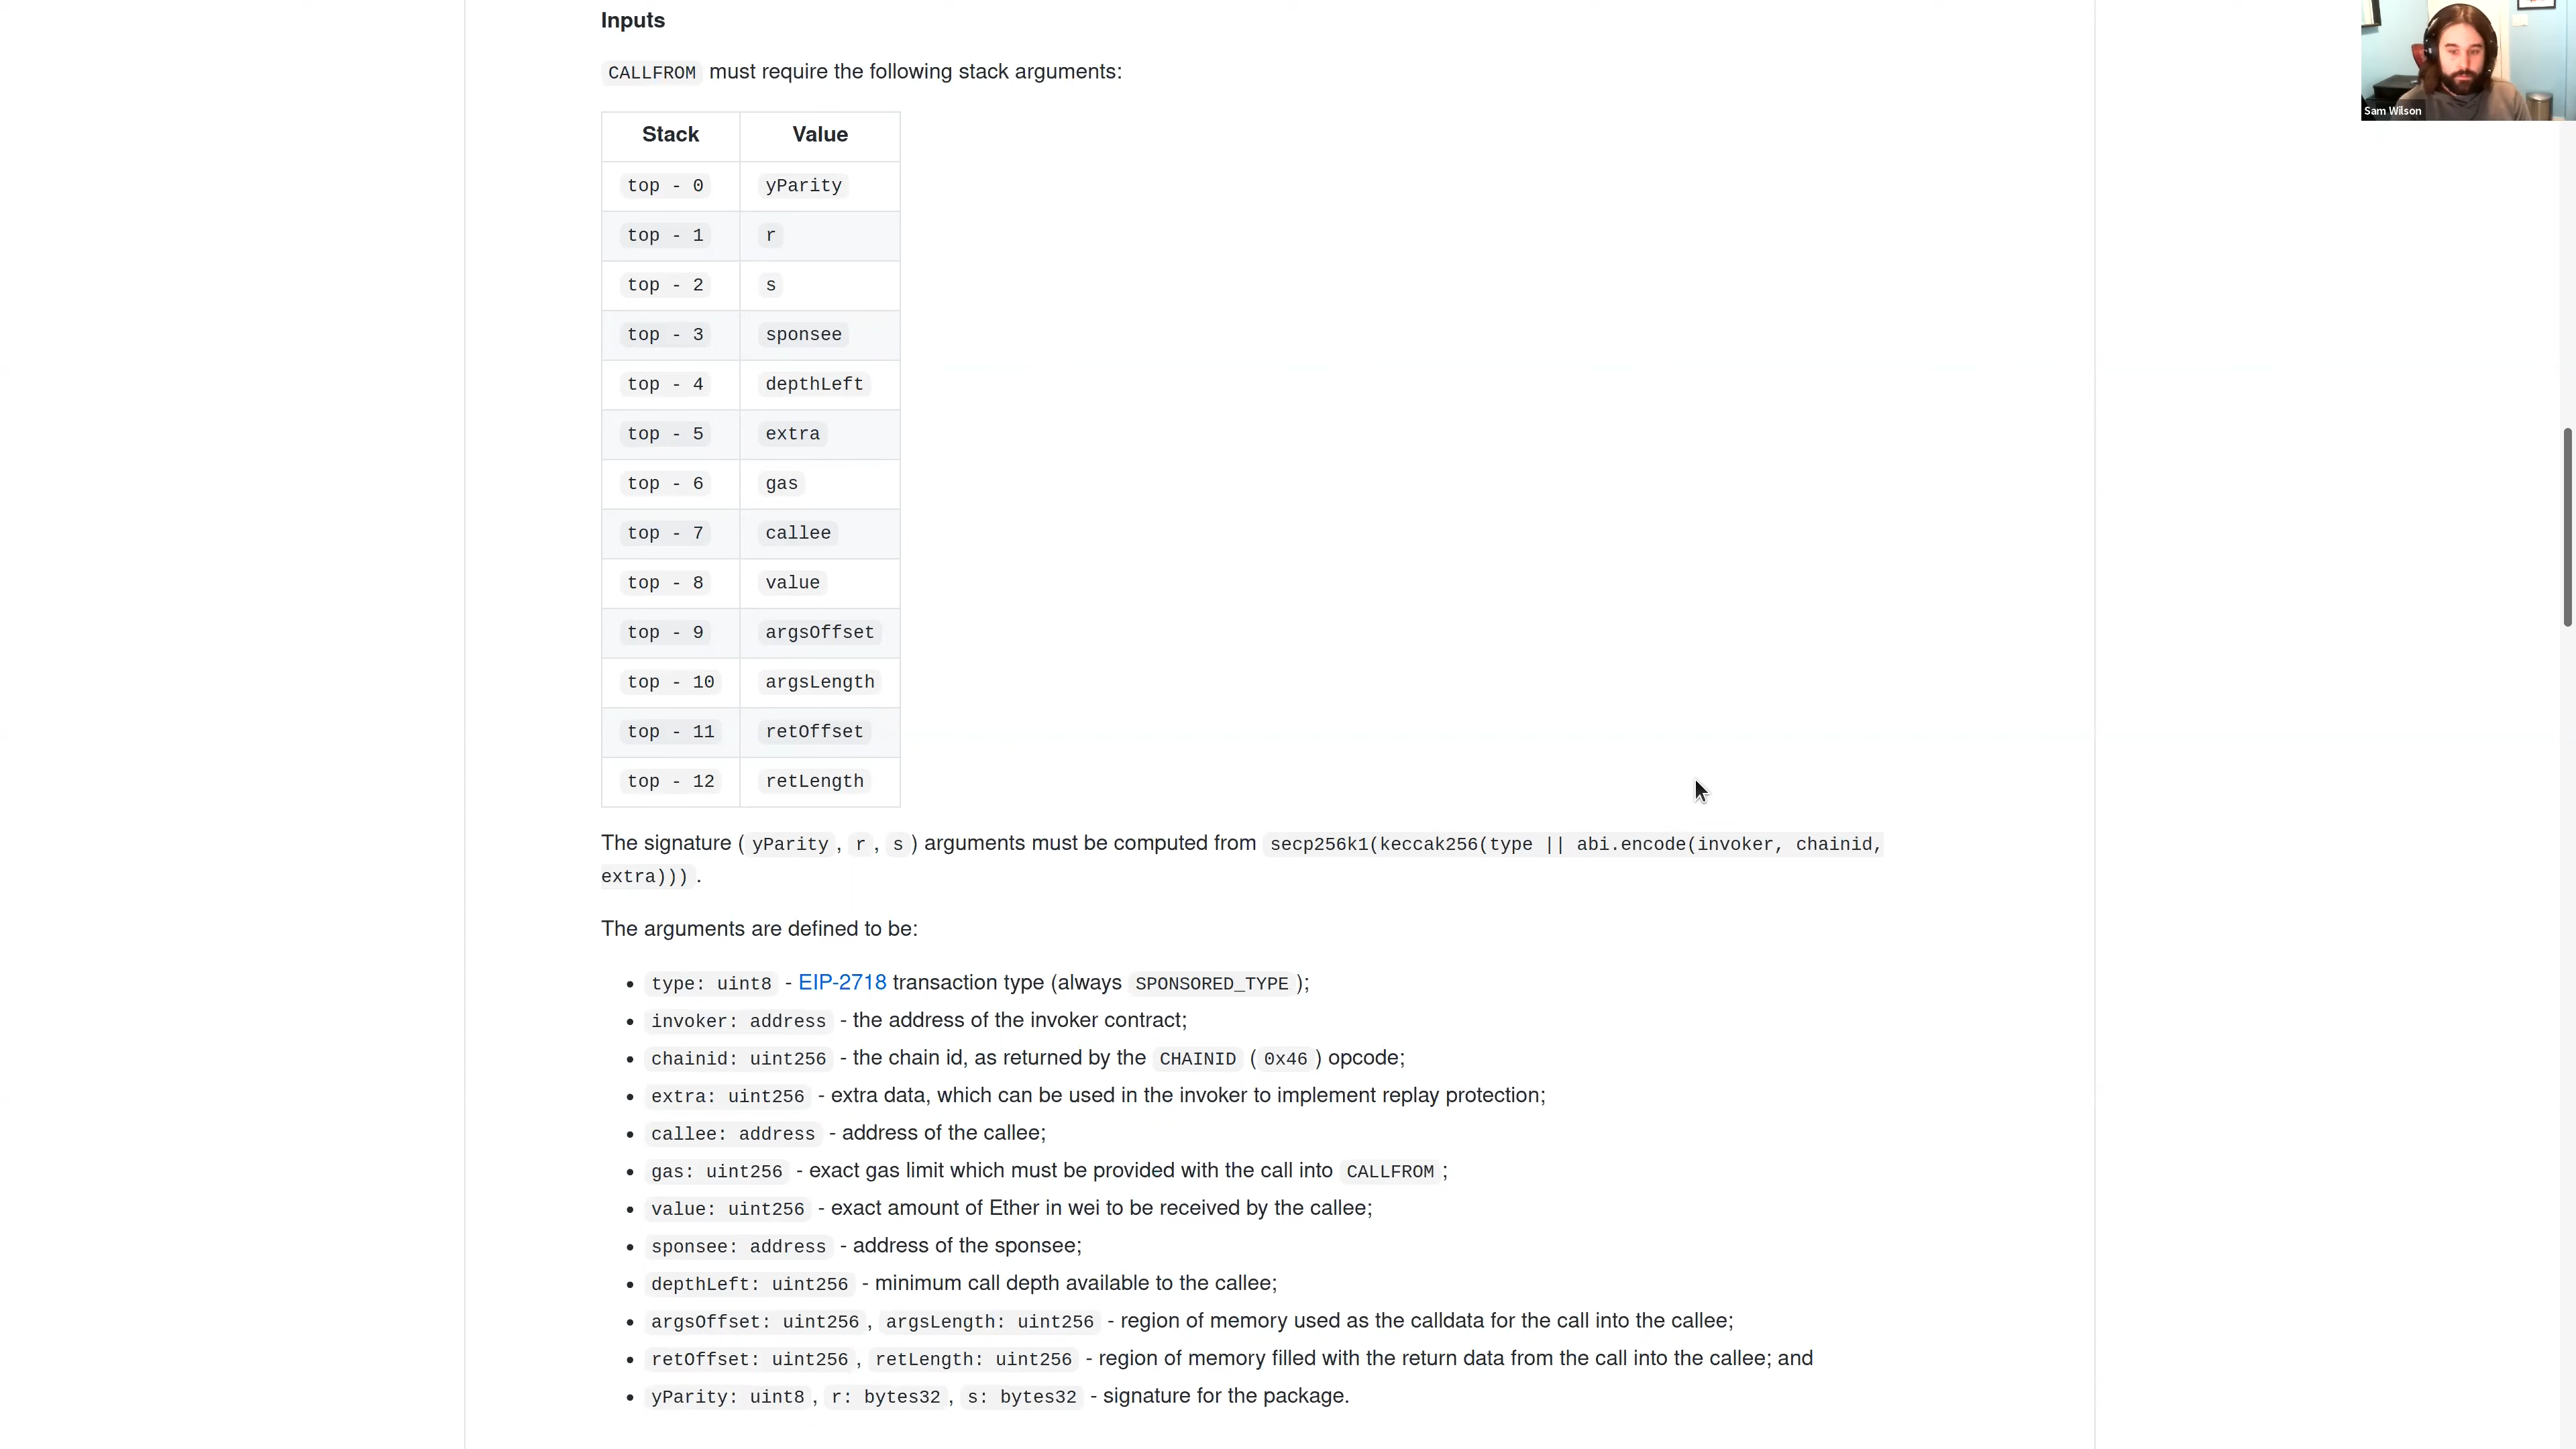 Inputs
CALLFROM must require the following stack arguments:
Stack Value
top - 0 yParity
top - 1 r
top - 2 s
top - 3 sponsee
top - 4 depthLeft
top - 5 extra
top - 6 gas
top - 7 callee
top - 8 value
top - 9 argsOffset
top - 10 argsLength
top - 11 retOffset
top - 12 retLength
The signature ( yParity , r , s ) arguments must be computed from secp256k1(keccak256(type || abi.encode(invoker, chainid,
extra))) .
The arguments are defined to be:
• type: uint8 - EIP-2718 transaction type (always SPONSORED_TYPE );
• invoker: address - the address of the invoker contract;
• chainid: uint256 - the chain id, as returned by the CHAINID ( 0x46 ) opcode;
• extra: uint256 - extra data, which can be used in the invoker to implement replay protection;
• callee: address - address of the callee;
• gas: uint256 - exact gas limit which must be provided with the call into CALLFROM ;
• value: uint256 - exact amount of Ether in wei to be received by the callee;
• sponsee: address - address of the sponsee;
• depthLeft: uint256 - minimum call depth available to the callee;
• argsOffset: uint256 , argsLength: uint256 - region of memory used as the calldata for the call into the callee;
• retOffset: uint256 , retLength: uint256 - region of memory filled with the return data from the call into the callee; and
• yParity: uint8 , r: bytes32 , s: bytes32 - signature for the package.
Sam Wilson